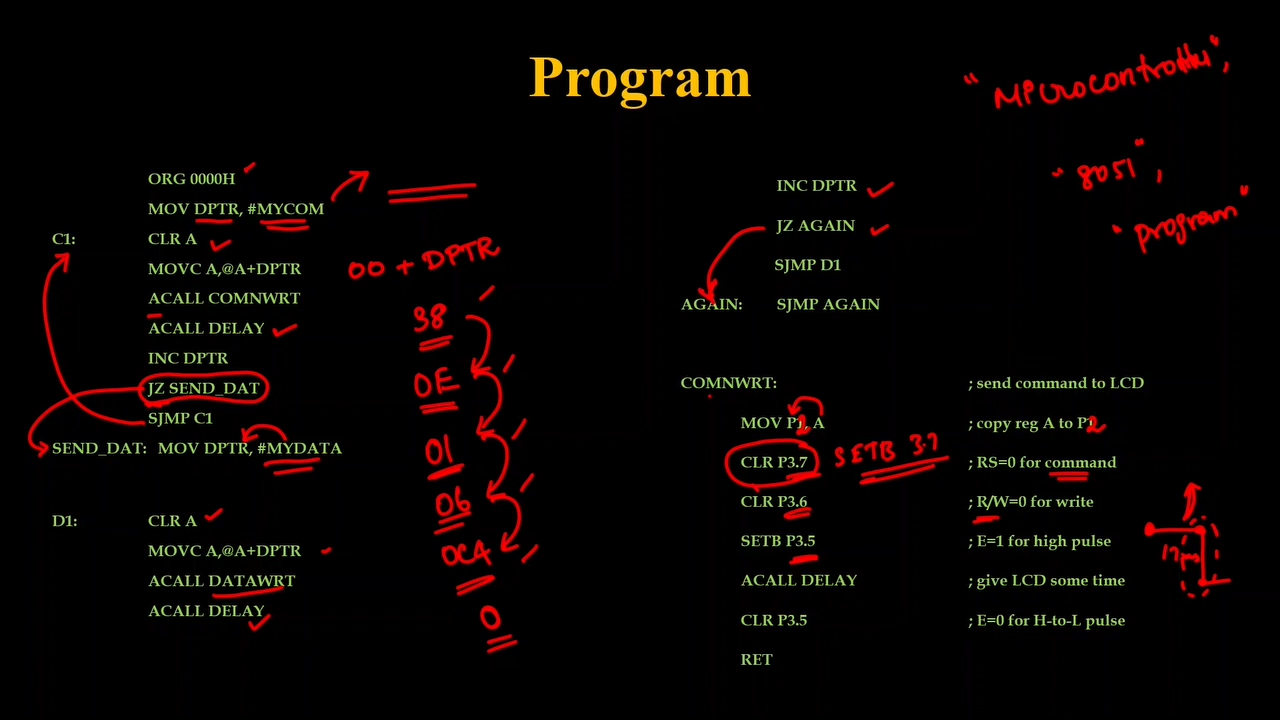 Program
"Microcontroller",
"8051",
"program"
ORG 0000H
MOV DPTR, #MYCOM
C1: CLR A
MOVC A,@A+DPTR
00 + DPTR
ACALL COMNWRT
ACALL DELAY
INC DPTR
JZ SEND_DAT
SJMP C1
SEND_DAT: MOV DPTR, #MYDATA
D1: CLR A
MOVC A,@A+DPTR
ACALL DATAWRT
ACALL DELAY
38
0E
01
06
0C4
0
INC DPTR
JZ AGAIN
SJMP D1
AGAIN: SJMP AGAIN
COMNWRT: ; send command to LCD
MOV P2, A ; copy reg A to P2
CLR P3.7 SETB 3.7 ; RS=0 for command
CLR P3.6 ; R/W=0 for write
SETB P3.5 ; E=1 for high pulse
ACALL DELAY ; give LCD some time
CLR P3.5 ; E=0 for H-to-L pulse
RET